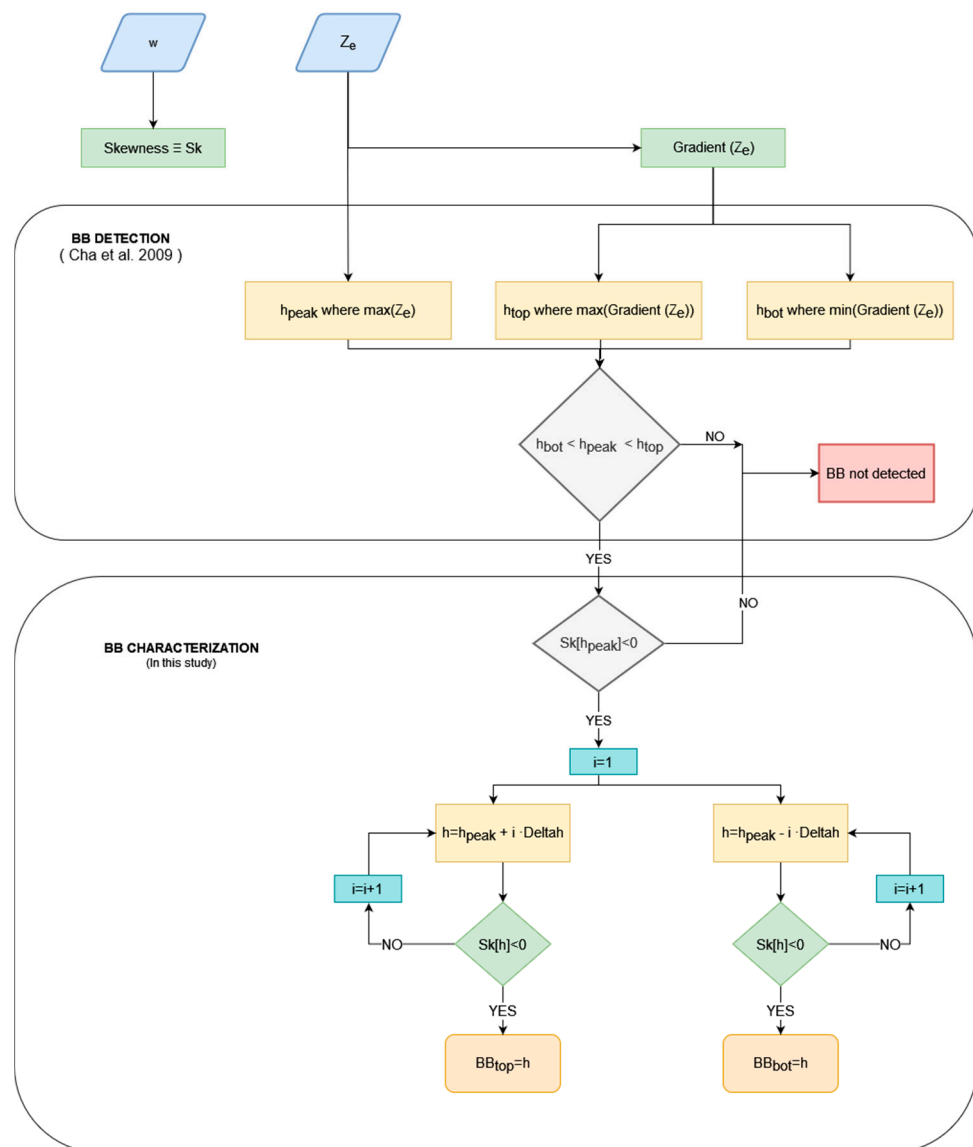 w
Ze
Skewness ≡ Sk
Gradient (Ze)
BB DETECTION
( Cha et al. 2009 )
hpeak where max(Ze)
htop where max(Gradient (Ze))
hbot where min(Gradient (Ze))
hbot < hpeak < htop
NO
BB not detected
YES
NO
BB CHARACTERIZATION
(In this study)
Sk[hpeak]<0
YES
i=1
h=hpeak + i ·Deltah
h=hpeak - i ·Deltah
i=i+1
i=i+1
Sk[h]<0
NO
Sk[h]<0
NO
YES
YES
BBtop=h
BBbot=h